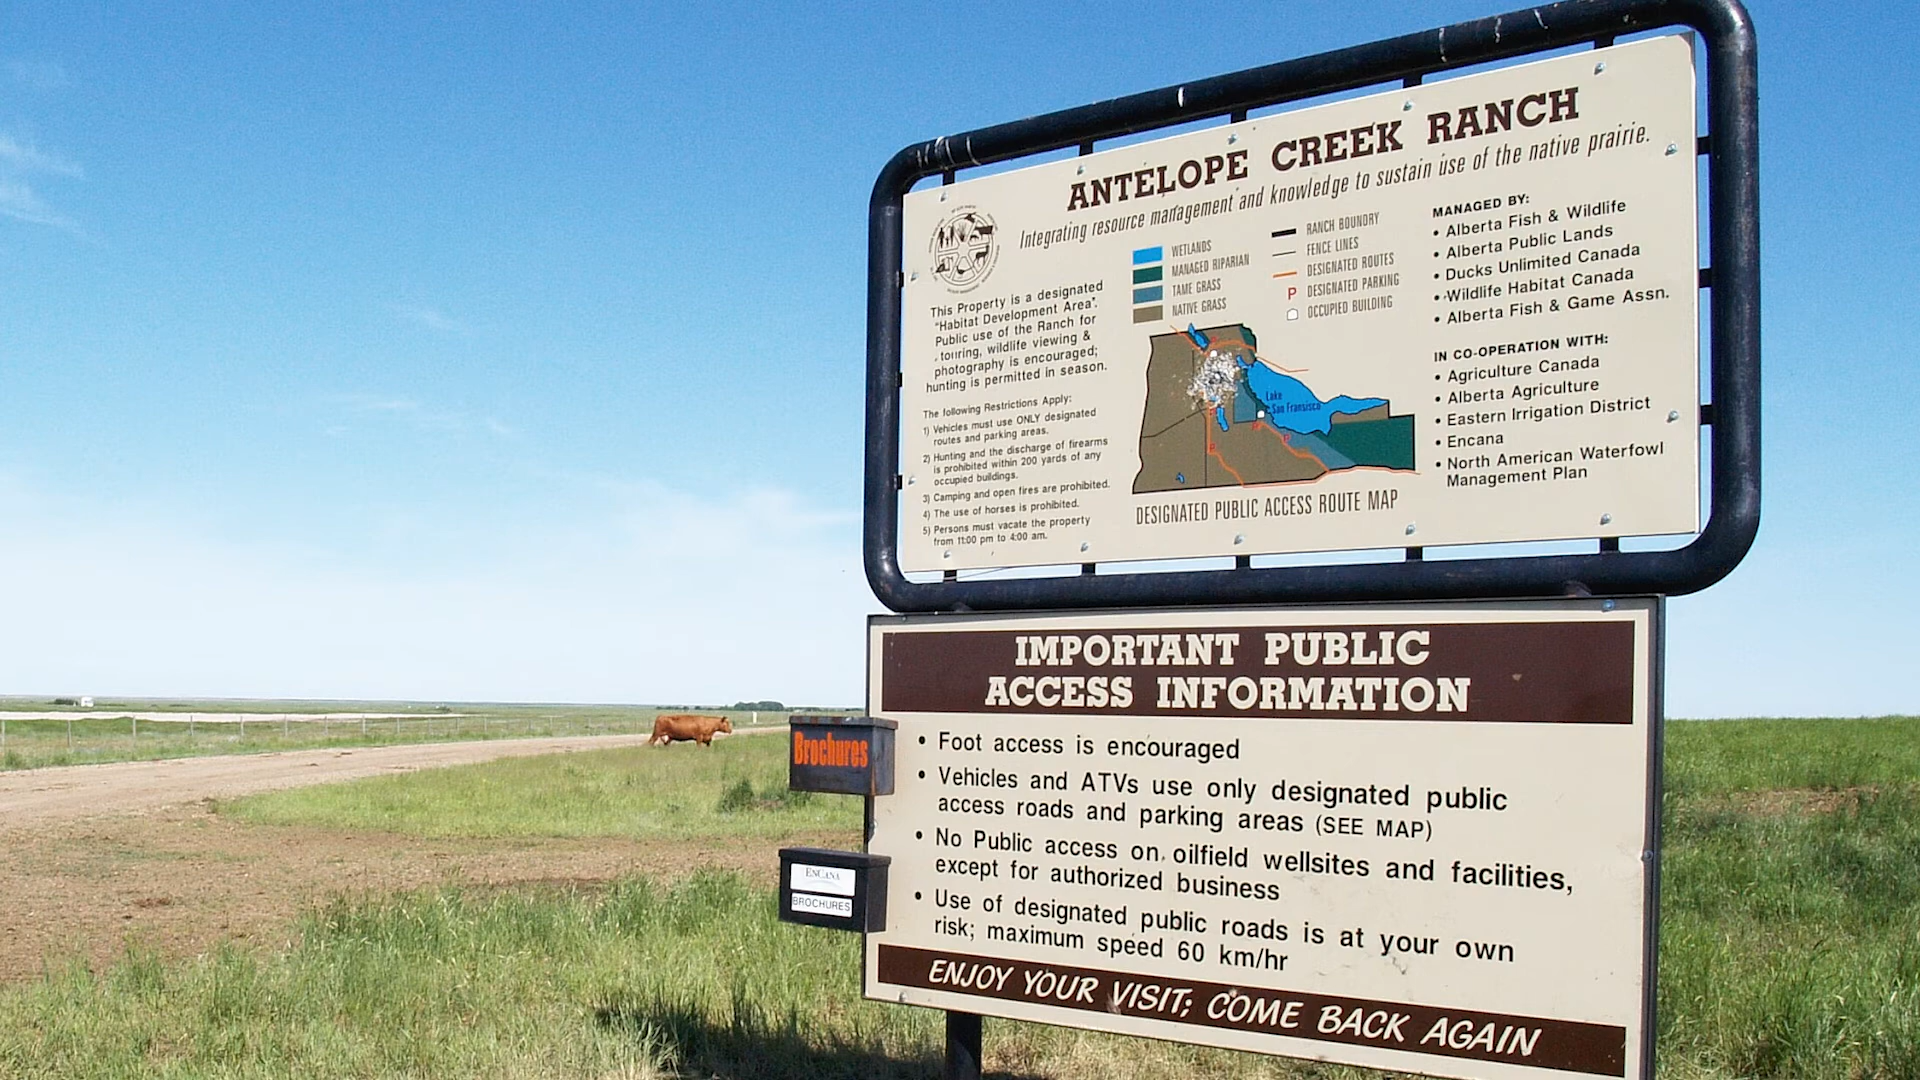 ANTELOPE CREEK RANCH
Integrating resource management and knowledge to sustain use of the native prairie.
This Property is a designated
"Habitat Development Area".
Public use of the Ranch for
touring, wildlife viewing &
photography is encouraged;
hunting is permitted in season.
The following Restrictions Apply:
1) Vehicles must use ONLY designated
routes and parking areas.
2) Hunting and the discharge of firearms
is prohibited within 200 yards of any
occupied buildings.
3) Camping and open fires are prohibited.
4) The use of horses is prohibited.
5) Persons must vacate the property
from 11:00 pm to 4:00 am.
WETLANDS
MANAGED RIPARIAN
TAME GRASS
NATIVE GRASS
RANCH BOUNDRY
FENCE LINES
DESIGNATED ROUTES
P DESIGNATED PARKING
OCCUPIED BUILDING
Lake
San Fransisco
P
P
P
DESIGNATED PUBLIC ACCESS ROUTE MAP
MANAGED BY:
• Alberta Fish & Wildlife
• Alberta Public Lands
• Ducks Unlimited Canada
• Wildlife Habitat Canada
• Alberta Fish & Game Assn.
IN CO-OPERATION WITH:
• Agriculture Canada
• Alberta Agriculture
• Eastern Irrigation District
• Encana
• North American Waterfowl
Management Plan
IMPORTANT PUBLIC
ACCESS INFORMATION
• Foot access is encouraged
• Vehicles and ATVs use only designated public
access roads and parking areas (SEE MAP)
• No Public access on oilfield wellsites and facilities,
except for authorized business
• Use of designated public roads is at your own
risk; maximum speed 60 km/hr
ENJOY YOUR VISIT; COME BACK AGAIN
Brochures
ENCANA
BROCHURES